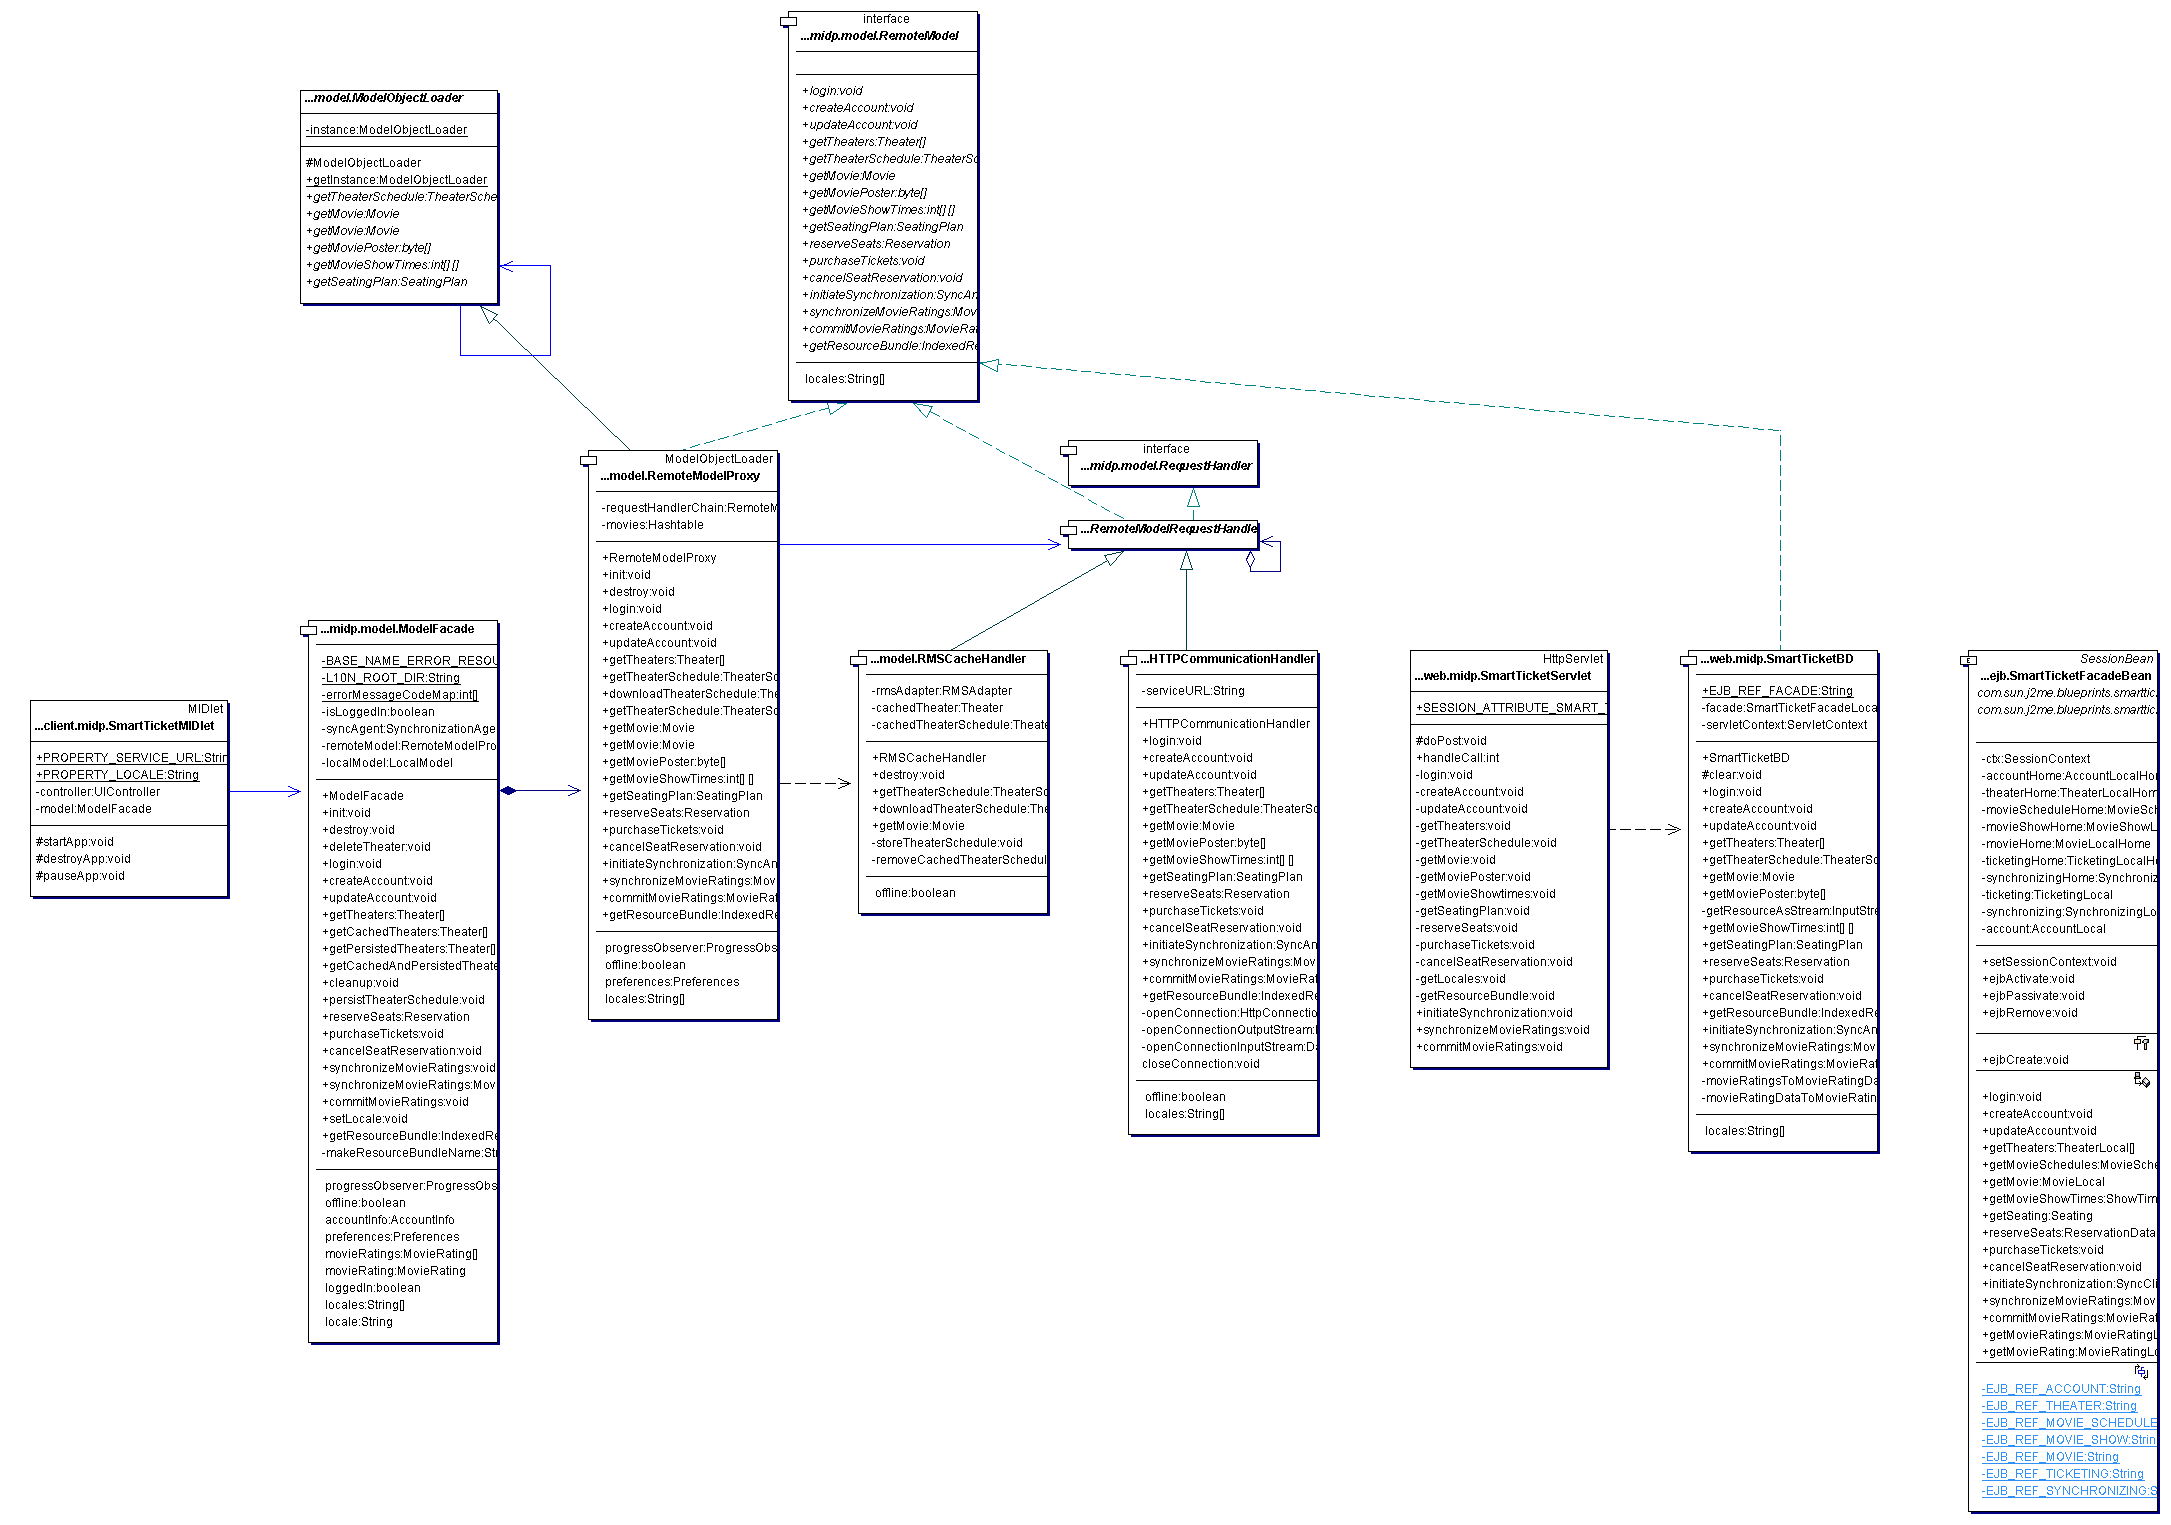 interface
...midp.model.RemoteModel
+login:void
+createAccount:void
+updateAccount:void
+getTheaters:Theater[]
+getTheaterSchedule:TheaterSc
+getMovie:Movie
+getMoviePoster:byte[]
+getMovieShowTimes:int[] []
+getSeatingPlan:SeatingPlan
+reserveSeats:Reservation
+purchaseTickets:void
+cancelSeatReservation:void
+initiateSynchronization:SyncAn
+synchronizeMovieRatings:Mov
+commitMovieRatings:MovieRat
+getResourceBundle:IndexedRe
locales:String[]
...model.ModelObjectLoader
-instance:ModelObjectLoader
#ModelObjectLoader
+getInstance:ModelObjectLoader
+getTheaterSchedule:TheaterSche
+getMovie:Movie
+getMovie:Movie
+getMoviePoster:byte[]
+getMovieShowTimes:int[] []
+getSeatingPlan:SeatingPlan
interface
...midp.model.RequestHandler
...RemoteModelRequestHandle
ModelObjectLoader
...model.RemoteModelProxy
-requestHandlerChain:RemoteM
-movies:Hashtable
+RemoteModelProxy
+init:void
+destroy:void
+login:void
+createAccount:void
+updateAccount:void
+getTheaters:Theater[]
+getTheaterSchedule:TheaterSc
+downloadTheaterSchedule:The
+getTheaterSchedule:TheaterSc
+getMovie:Movie
+getMovie:Movie
+getMoviePoster:byte[]
+getMovieShowTimes:int[] []
+getSeatingPlan:SeatingPlan
+reserveSeats:Reservation
+purchaseTickets:void
+cancelSeatReservation:void
+initiateSynchronization:SyncAn
+synchronizeMovieRatings:Mov
+commitMovieRatings:MovieRat
+getResourceBundle:IndexedRe
progressObserver:ProgressObs
offline:boolean
preferences:Preferences
locales:String[]
MIDlet
...client.midp.SmartTicketMIDlet
+PROPERTY_SERVICE_URL:Strin
+PROPERTY_LOCALE:String
-controller:UIController
-model:ModelFacade
#startApp:void
#destroyApp:void
#pauseApp:void
...midp.model.ModelFacade
-BASE_NAME_ERROR_RESOU
-L10N_ROOT_DIR:String
-errorMessageCodeMap:int[]
-isLoggedIn:boolean
-syncAgent:SynchronizationAge
-remoteModel:RemoteModelPro
-localModel:LocalModel
+ModelFacade
+init:void
+destroy:void
+deleteTheater:void
+login:void
+createAccount:void
+updateAccount:void
+getTheaters:Theater[]
+getCachedTheaters:Theater[]
+getPersistedTheaters:Theater[]
+getCachedAndPersistedTheate
+cleanup:void
+persistTheaterSchedule:void
+reserveSeats:Reservation
+purchaseTickets:void
+cancelSeatReservation:void
+synchronizeMovieRatings:void
+synchronizeMovieRatings:Mov
+commitMovieRatings:void
+setLocale:void
+getResourceBundle:IndexedRe
-makeResourceBundleName:Stri
progressObserver:ProgressObs
offline:boolean
accountInfo:AccountInfo
preferences:Preferences
movieRatings:MovieRating[]
movieRating:MovieRating
loggedIn:boolean
locales:String[]
locale:String
...model.RMSCacheHandler
-rmsAdapter:RMSAdapter
-cachedTheater:Theater
-cachedTheaterSchedule:Theate
+RMSCacheHandler
+destroy:void
+getTheaterSchedule:TheaterSc
+downloadTheaterSchedule:The
+getMovie:Movie
-storeTheaterSchedule:void
-removeCachedTheaterSchedul
offline:boolean
...HTTPCommunicationHandler
-serviceURL:String
+HTTPCommunicationHandler
+login:void
+createAccount:void
+updateAccount:void
+getTheaters:Theater[]
+getTheaterSchedule:TheaterSc
+getMovie:Movie
+getMoviePoster:byte[]
+getMovieShowTimes:int[] []
+getSeatingPlan:SeatingPlan
+reserveSeats:Reservation
+purchaseTickets:void
+cancelSeatReservation:void
+initiateSynchronization:SyncAn
+synchronizeMovieRatings:Mov
+commitMovieRatings:MovieRat
+getResourceBundle:IndexedRe
-openConnection:HttpConnectio
-openConnectionOutputStream:I
-openConnectionInputStream:Da
closeConnection:void
offline:boolean
locales:String[]
HttpServlet
...web.midp.SmartTicketServlet
+SESSION_ATTRIBUTE_SMART_T
#doPost:void
+handleCall:int
-login:void
-createAccount:void
-updateAccount:void
-getTheaters:void
-getTheaterSchedule:void
-getMovie:void
-getMoviePoster:void
-getMovieShowtimes:void
-getSeatingPlan:void
-reserveSeats:void
-purchaseTickets:void
-cancelSeatReservation:void
-getLocales:void
-getResourceBundle:void
+initiateSynchronization:void
+synchronizeMovieRatings:void
+commitMovieRatings:void
...web.midp.SmartTicketBD
+EJB_REF_FACADE:String
-facade:SmartTicketFacadeLoca
-servletContext:ServletContext
+SmartTicketBD
#clear:void
+login:void
+createAccount:void
+updateAccount:void
+getTheaters:Theater[]
+getTheaterSchedule:TheaterSc
+getMovie:Movie
+getMoviePoster:byte[]
-getResourceAsStream:InputStre
+getMovieShowTimes:int[] []
+getSeatingPlan:SeatingPlan
+reserveSeats:Reservation
+purchaseTickets:void
+cancelSeatReservation:void
+getResourceBundle:IndexedRe
+initiateSynchronization:SyncAn
+synchronizeMovieRatings:Mov
+commitMovieRatings:MovieRat
-movieRatingsToMovieRatingDa
-movieRatingDataToMovieRatin
locales:String[]
SessionBean
...ejb.SmartTicketFacadeBean
com.sun.j2me.blueprints.smarttic
com.sun.j2me.blueprints.smarttic
-ctx:SessionContext
-accountHome:AccountLocalHo
-theaterHome:TheaterLocalHom
-movieScheduleHome:MovieSch
-movieShowHome:MovieShowL
-movieHome:MovieLocalHome
-ticketingHome:TicketingLocalH
-synchronizingHome:Synchroniz
-ticketing:TicketingLocal
-synchronizing:SynchronizingLo
-account:AccountLocal
+setSessionContext:void
+ejbActivate:void
+ejbPassivate:void
+ejbRemove:void
+ejbCreate:void
+login:void
+createAccount:void
+updateAccount:void
+getTheaters:TheaterLocal[]
+getMovieSchedules:MovieSche
+getMovie:MovieLocal
+getMovieShowTimes:ShowTim
+getSeating:Seating
+reserveSeats:ReservationData
+purchaseTickets:void
+cancelSeatReservation:void
+initiateSynchronization:SyncCli
+synchronizeMovieRatings:Mov
+commitMovieRatings:MovieRat
+getMovieRatings:MovieRatingL
+getMovieRating:MovieRatingLo
-EJB_REF_ACCOUNT:String
-EJB_REF_THEATER:String
-EJB_REF_MOVIE_SCHEDULE
-EJB_REF_MOVIE_SHOW:Strin
-EJB_REF_MOVIE:String
-EJB_REF_TICKETING:String
-EJB_REF_SYNCHRONIZING:S